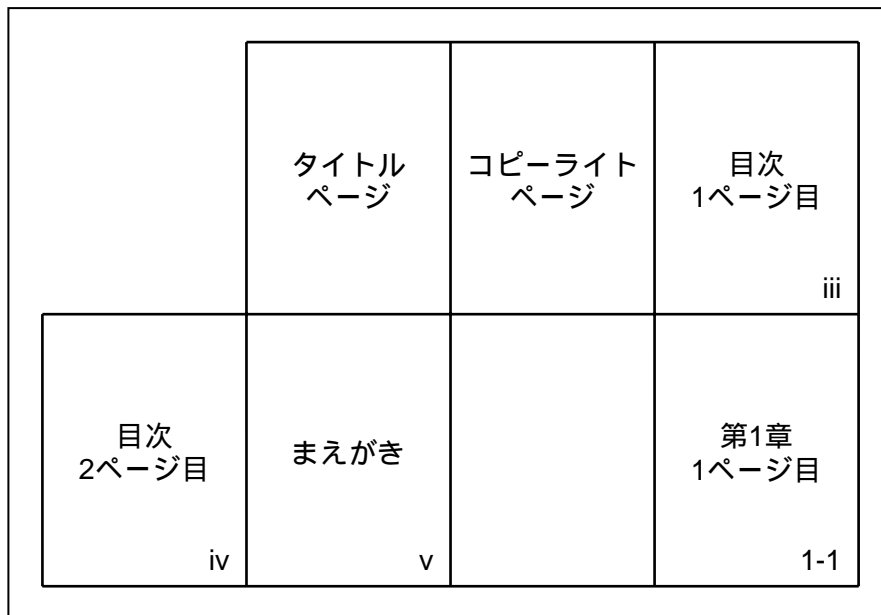 タイトル
ページ
コピーライト
ページ
目次
1ページ目
iii
目次
2ページ目
iv
まえがき
v
第1章
1ページ目
1-1